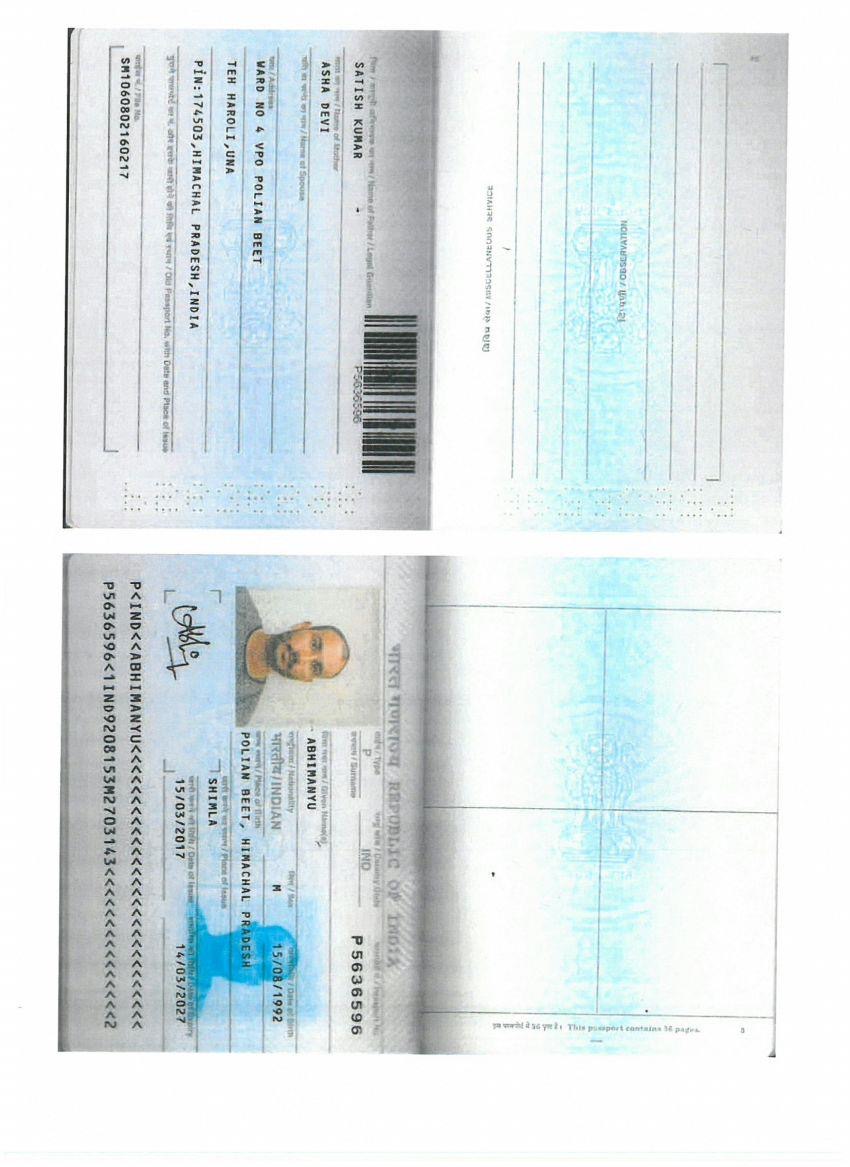 36
टिप्पणी / OBSERVATION
विविध सेवा / MISCELLANEOUS SERVICE
पिता / कानूनी अभिभावक का नाम / Name of Father / Legal Guardian
SATISH KUMAR
माता का नाम / Name of Mother
ASHA DEVI
पति या पत्नी का नाम / Name of Spouse
पता / Address
WARD NO 4 VPO POLIAN BEET
TEH HAROLI,UNA
PIN:174503,HIMACHAL PRADESH,INDIA
पुराने पासपोर्ट का नं. और इसके जारी होने की तिथि एवं स्थान / Old Passport No. with Date and Place of Issue
फाईल नं. / File No.
SM1060802160217
P5636596
इस पासपोर्ट में 36 पृष्ठ हैं। This passport contains 36 pages.
3
भारत गणराज्य REPUBLIC OF INDIA
टाईप / Type
P
राष्ट्र कोड / Country Code
IND
पासपोर्ट नं. / Passport No.
P5636596
उपनाम / Surname
दिया गया नाम / Given Name(s)
ABHIMANYU
राष्ट्रीयता / Nationality
भारतीय/INDIAN
लिंग / Sex
M
जन्मतिथि / Date of Birth
15/08/1992
जन्म स्थान / Place of Birth
POLIAN BEET, HIMACHAL PRADESH
जारी करने का स्थान / Place of Issue
SHIMLA
जारी करने की तिथि / Date of Issue
15/03/2017
समाप्ति की तिथि / Date of Expiry
14/03/2027
P<IND<<ABHIMANYU<<<<<<<<<<<<<<<<<<<<<<<<<<<<
P5636596<1IND9208153M2703143<<<<<<<<<<<<<<<2